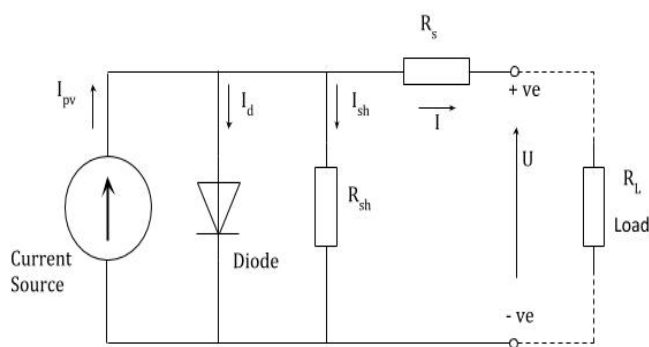 R_s
I_pv
I_d
I_sh
I
+ ve
U
R_sh
R_L
Load
Current
Source
Diode
- ve